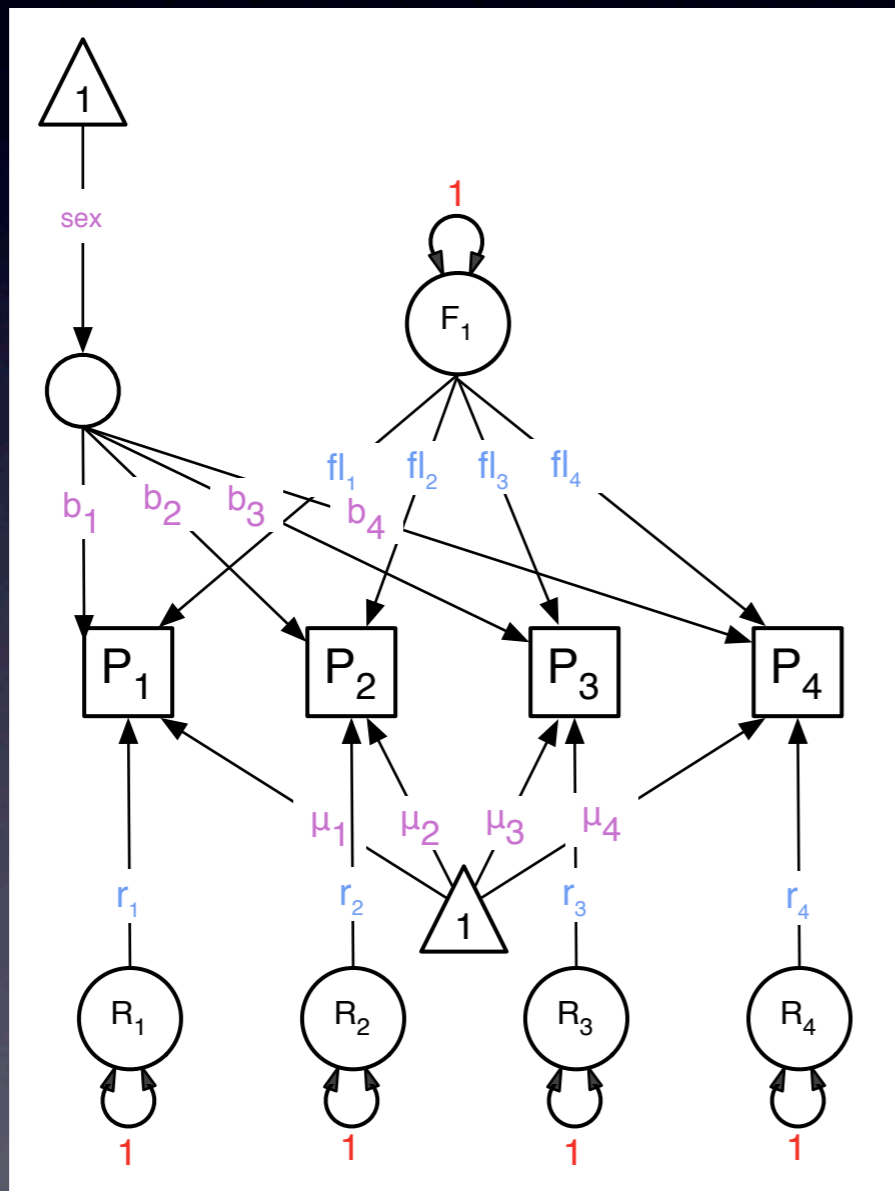 1
sex
1
F₁
fl₁ fl₂ fl₃ fl₄
b₁ b₂ b₃ b₄
P₁ P₂ P₃ P₄
µ₁ µ₂ µ₃ µ₄
r₁ r₂ r₃ r₄
1
R₁ R₂ R₃ R₄
1 1 1 1